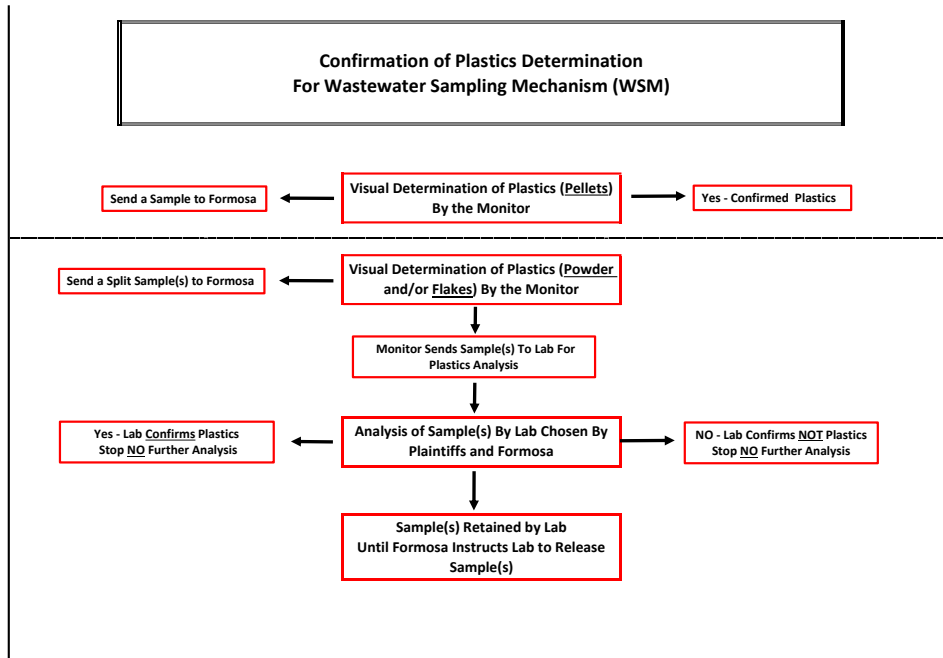 Confirmation of Plastics Determination
For Wastewater Sampling Mechanism (WSM)
Send a Sample to Formosa
Visual Determination of Plastics (Pellets)
By the Monitor
Yes - Confirmed Plastics
Send a Split Sample(s) to Formosa
Visual Determination of Plastics (Powder
and/or Flakes) By the Monitor
Monitor Sends Sample(s) To Lab For
Plastics Analysis
Yes - Lab Confirms Plastics
Stop NO Further Analysis
Analysis of Sample(s) By Lab Chosen By
Plaintiffs and Formosa
NO - Lab Confirms NOT Plastics
Stop NO Further Analysis
Sample(s) Retained by Lab
Until Formosa Instructs Lab to Release
Sample(s)